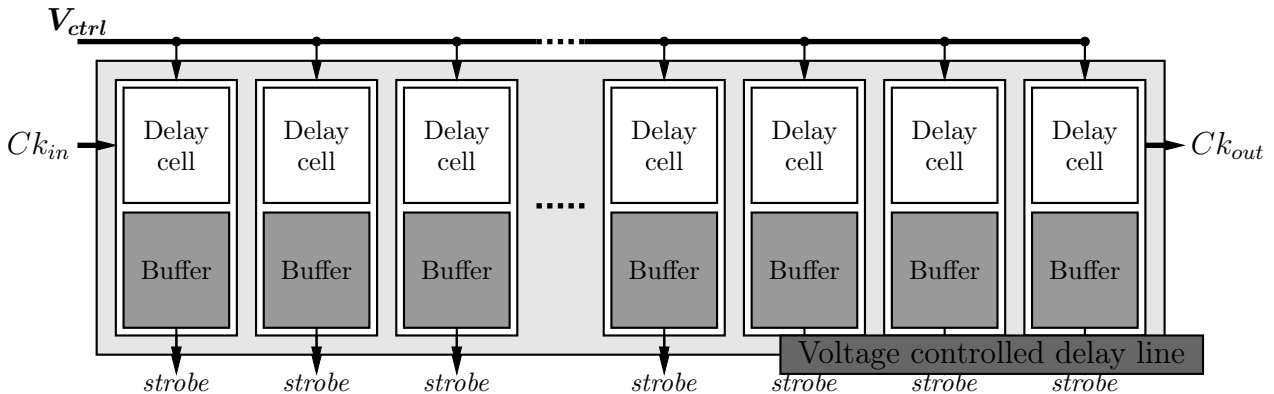 V_ctrl
Delay cell
Delay cell
Delay cell
Delay cell
Delay cell
Delay cell
Delay cell
Ck_in
Ck_out
Buffer
Buffer
Buffer
Buffer
Buffer
Buffer
Buffer
Voltage controlled delay line
strobe
strobe
strobe
strobe
strobe
strobe
strobe